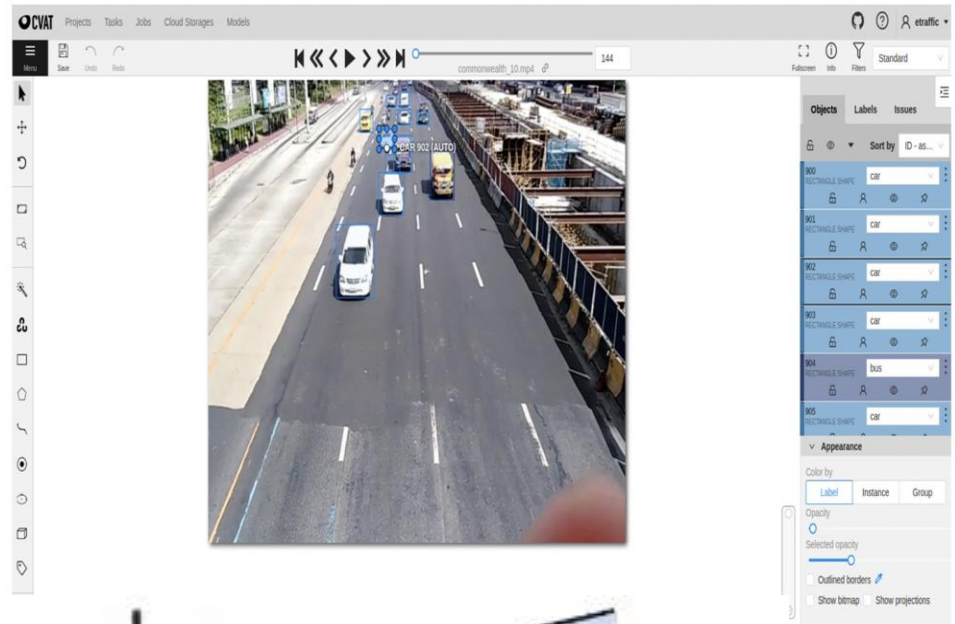 CVAT Projects Tasks Jobs Cloud Storages Models etraffic
Menu Save Undo Redo commonwealth_10.mp4 144 Fullscreen Info Filters Standard
Objects Labels Issues
Sort by ID - as...
CAR 902 (AUTO)
900 car
RECTANGLE SHAPE
901 car
RECTANGLE SHAPE
902 car
RECTANGLE SHAPE
903 car
RECTANGLE SHAPE
904 bus
RECTANGLE SHAPE
905 car
RECTANGLE SHAPE
Appearance
Color by
Label Instance Group
Opacity
Selected opacity
Outlined borders
Show bitmap Show projections